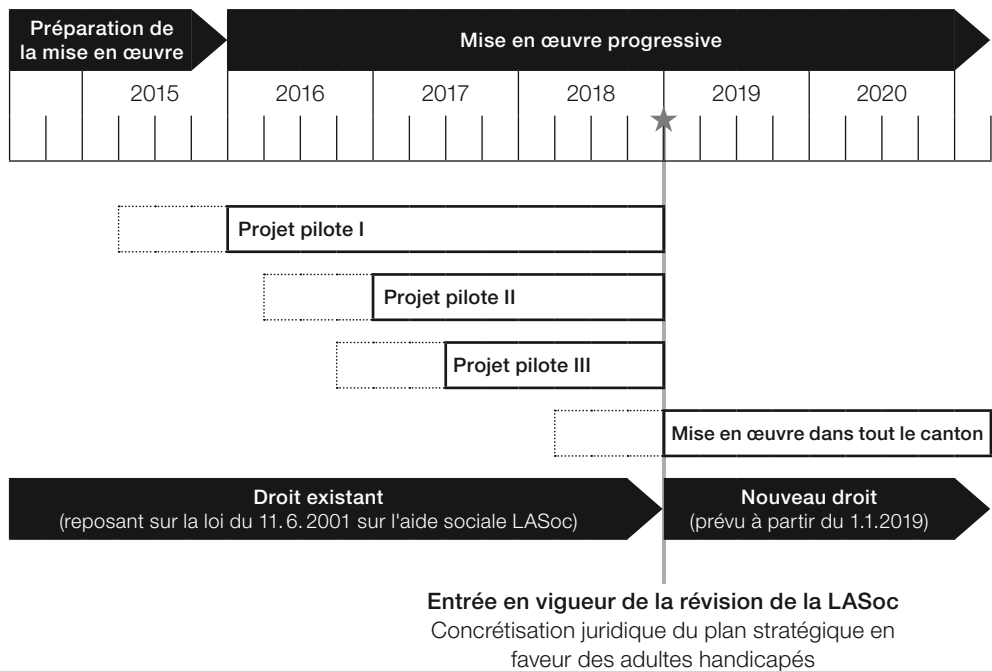 Préparation de
la mise en œuvre
Mise en œuvre progressive
2015
2016
2017
2018
2019
2020
Projet pilote I
Projet pilote II
Projet pilote III
Mise en œuvre dans tout le canton
Droit existant
(reposant sur la loi du 11.6.2001 sur l'aide sociale LASoc)
Nouveau droit
(prévu à partir du 1.1.2019)
Entrée en vigueur de la révision de la LASoc
Concrétisation juridique du plan stratégique en
faveur des adultes handicapés